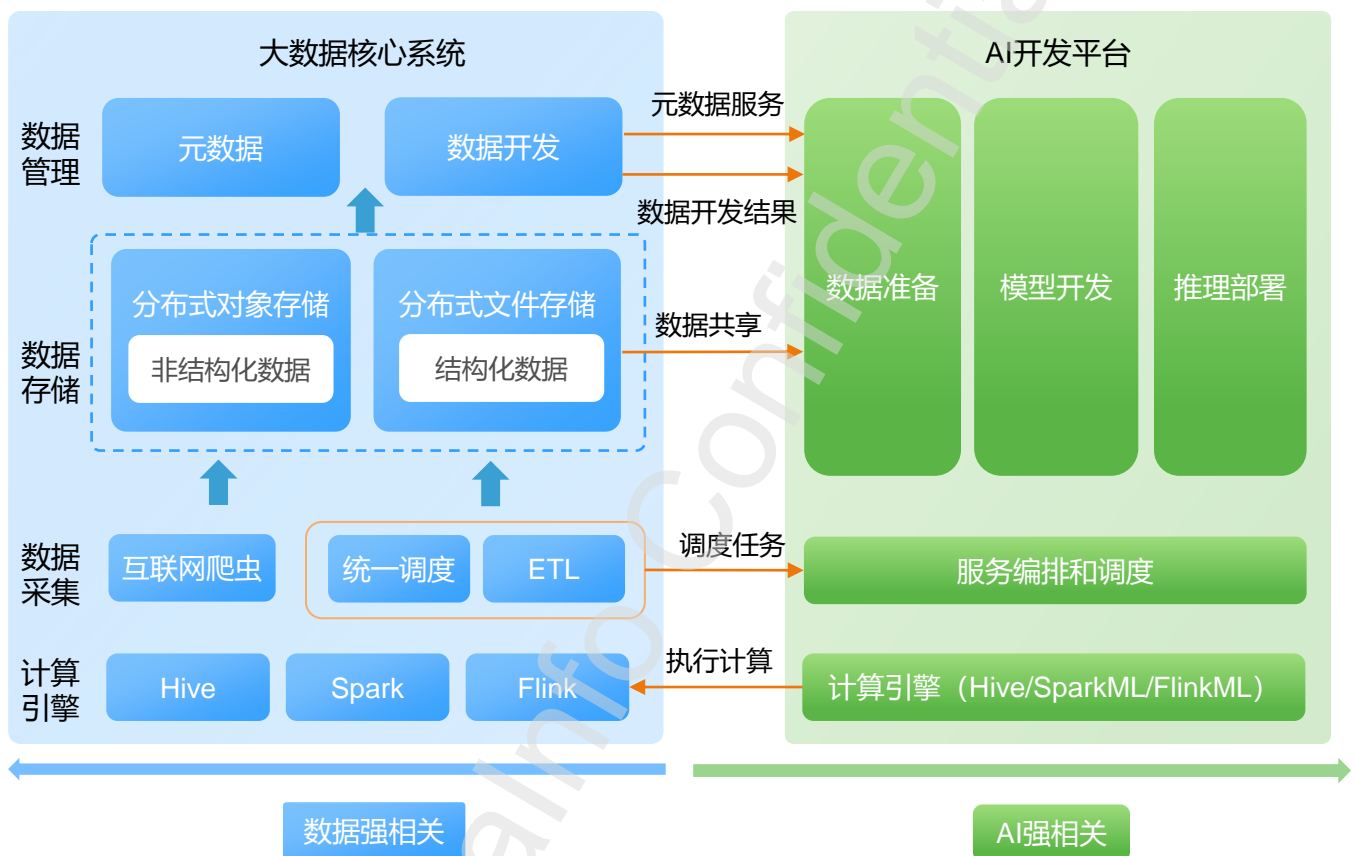 大数据核心系统
AI开发平台
数据
管理
元数据
数据开发
元数据服务
数据开发结果
数据准备
模型开发
推理部署
数据
存储
分布式对象存储
非结构化数据
分布式文件存储
结构化数据
数据共享
数据
采集
互联网爬虫
统一调度
ETL
调度任务
服务编排和调度
计算
引擎
Hive
Spark
Flink
执行计算
计算引擎（Hive/SparkML/FlinkML）
数据强相关
AI强相关
alnfo Confidentia